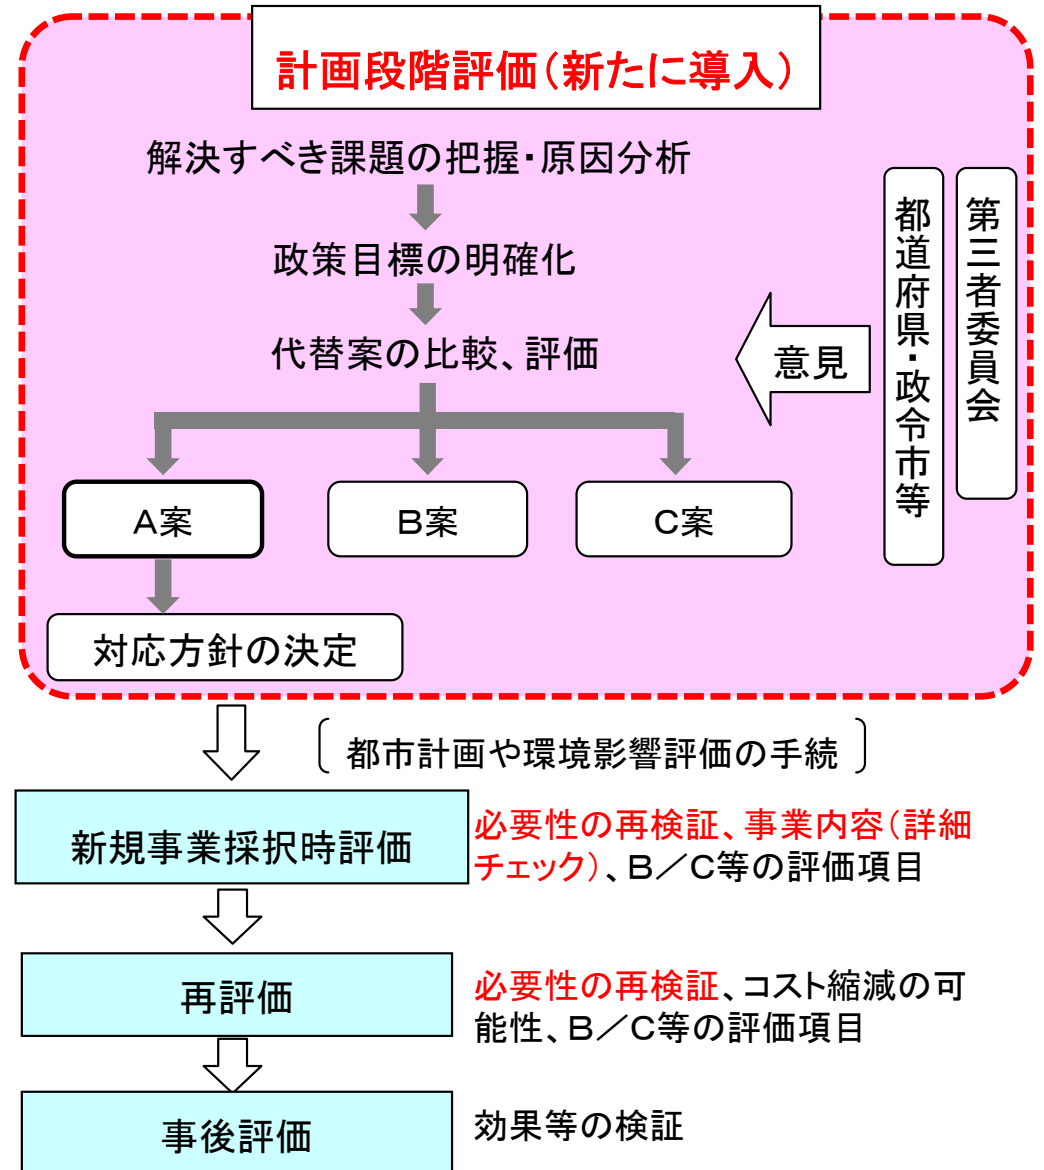 計画段階評価（新たに導入）
解決すべき課題の把握・原因分析
政策目標の明確化
代替案の比較、評価
意見
都道府県・政令市等
第三者委員会
Ａ案
Ｂ案
Ｃ案
対応方針の決定
都市計画や環境影響評価の手続
新規事業採択時評価
必要性の再検証、事業内容（詳細
チェック）、Ｂ／Ｃ等の評価項目
再評価
必要性の再検証、コスト縮減の可
能性、Ｂ／Ｃ等の評価項目
事後評価
効果等の検証